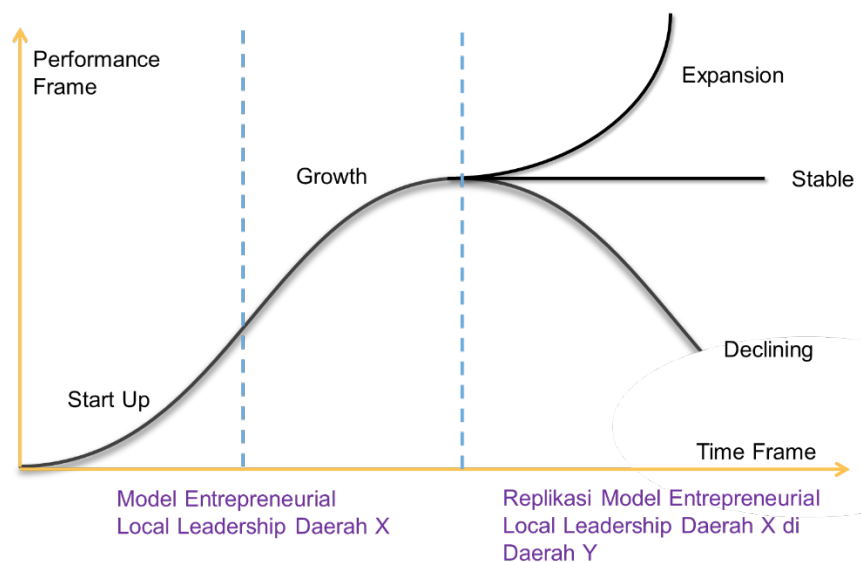 Performance
Frame
Expansion
Growth
Stable
Declining
Start Up
Time Frame
Model Entrepreneurial
Local Leadership Daerah X
Replikasi Model Entrepreneurial
Local Leadership Daerah X di
Daerah Y